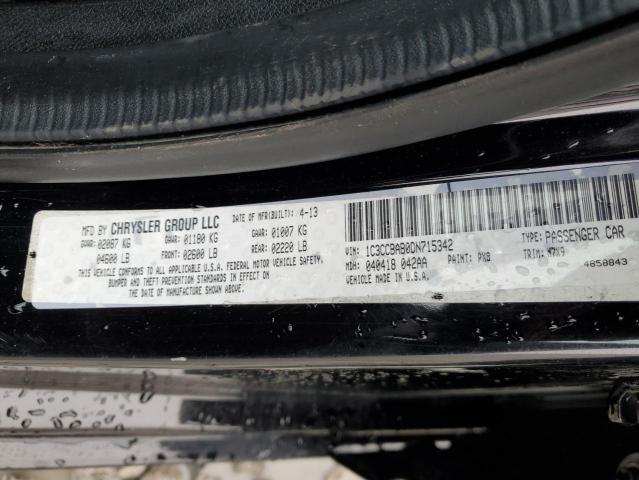 MFD BY CHRYSLER GROUP LLC DATE OF MFR(BUILT): 4-13
GVWR: 02087 KG GAWR: 01180 KG GAWR: 01007 KG
04600 LB FRONT: 02600 LB REAR: 02220 LB
THIS VEHICLE CONFORMS TO ALL APPLICABLE U.S.A. FEDERAL MOTOR VEHICLE SAFETY,
BUMPER AND THEFT PREVENTION STANDARDS IN EFFECT ON
THE DATE OF MANUFACTURE SHOWN ABOVE.
VIN: 1C3CCBAB0DN715342 TYPE: PASSENGER CAR
MDH: 040418 042AA PAINT: PX8 TRIM: M7X9
VEHICLE MADE IN U.S.A. 4658843